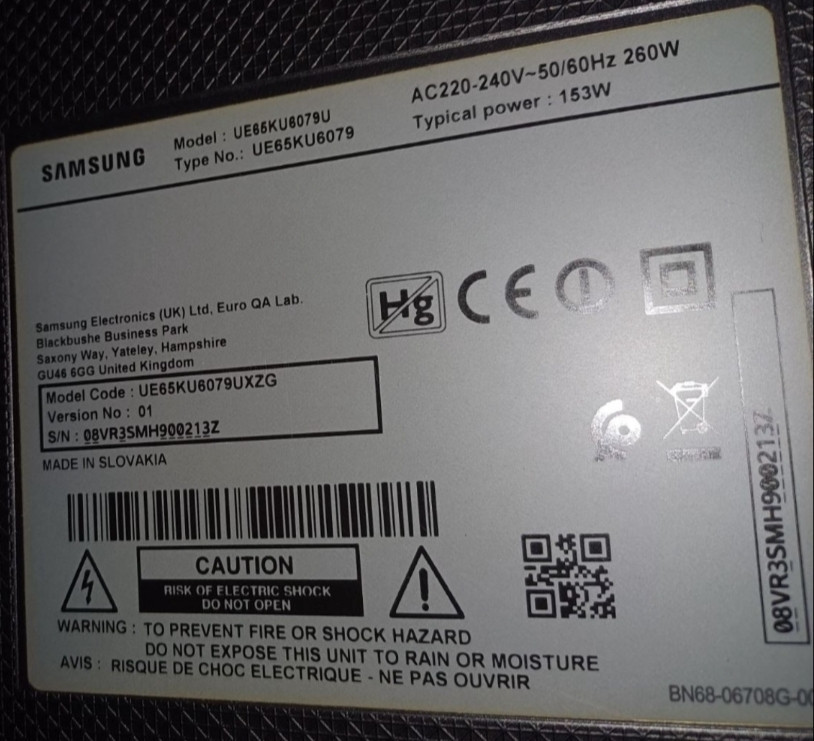 SAMSUNG
Model : UE65KU6079U
Type No.: UE65KU6079
AC220-240V~50/60Hz 260W
Typical power : 153W
Samsung Electronics (UK) Ltd, Euro QA Lab.
Blackbushe Business Park
Saxony Way, Yateley, Hampshire
GU46 6GG United Kingdom
Hg
CE
Model Code : UE65KU6079UXZG
Version No : 01
S/N : 08VR3SMH900213Z
MADE IN SLOVAKIA
08VR3SMH900213Z
CAUTION
RISK OF ELECTRIC SHOCK
DO NOT OPEN
WARNING : TO PREVENT FIRE OR SHOCK HAZARD
DO NOT EXPOSE THIS UNIT TO RAIN OR MOISTURE
AVIS : RISQUE DE CHOC ELECTRIQUE - NE PAS OUVRIR
BN68-06708G-00